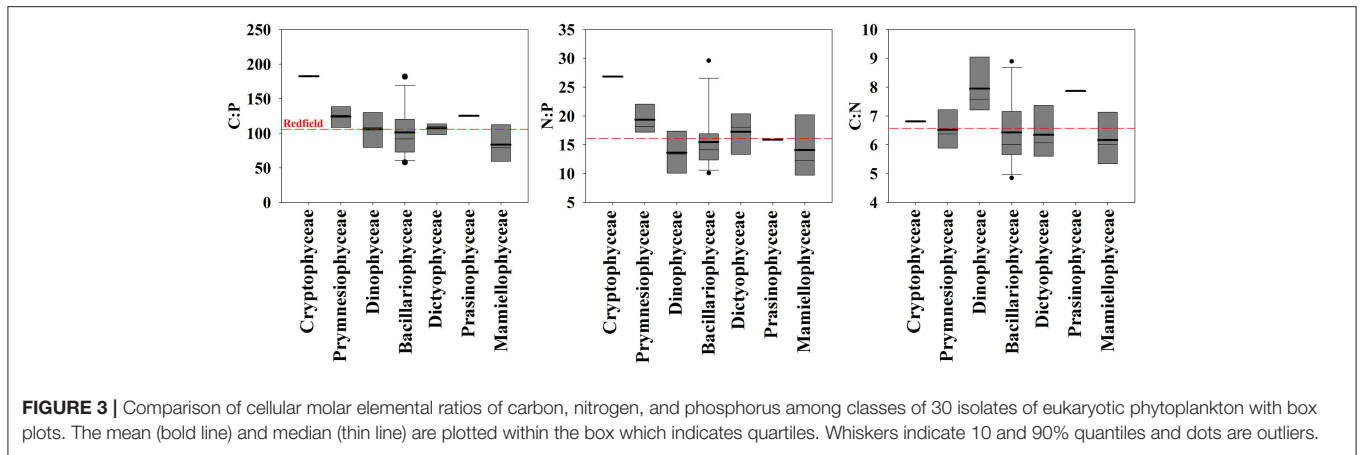 250
200
150
100
50
0
C:P
Redfield
Cryptophyceae
Prymnesiophyceae
Dinophyceae
Bacillariophyceae
Dictyopheceae
Prasinophyceae
Mamiellophyceae
35
30
25
20
15
10
5
N:P
Cryptophyceae
Prymnesiophyceae
Dinophyceae
Bacillariophyceae
Dictyopheceae
Prasinophyceae
Mamiellophyceae
10
9
8
7
6
5
4
C:N
Cryptophyceae
Prymnesiophyceae
Dinophyceae
Bacillariophyceae
Dictyopheceae
Prasinophyceae
Mamiellophyceae
FIGURE 3 | Comparison of cellular molar elemental ratios of carbon, nitrogen, and phosphorus among classes of 30 isolates of eukaryotic phytoplankton with box
plots. The mean (bold line) and median (thin line) are plotted within the box which indicates quartiles. Whiskers indicate 10 and 90% quantiles and dots are outliers.